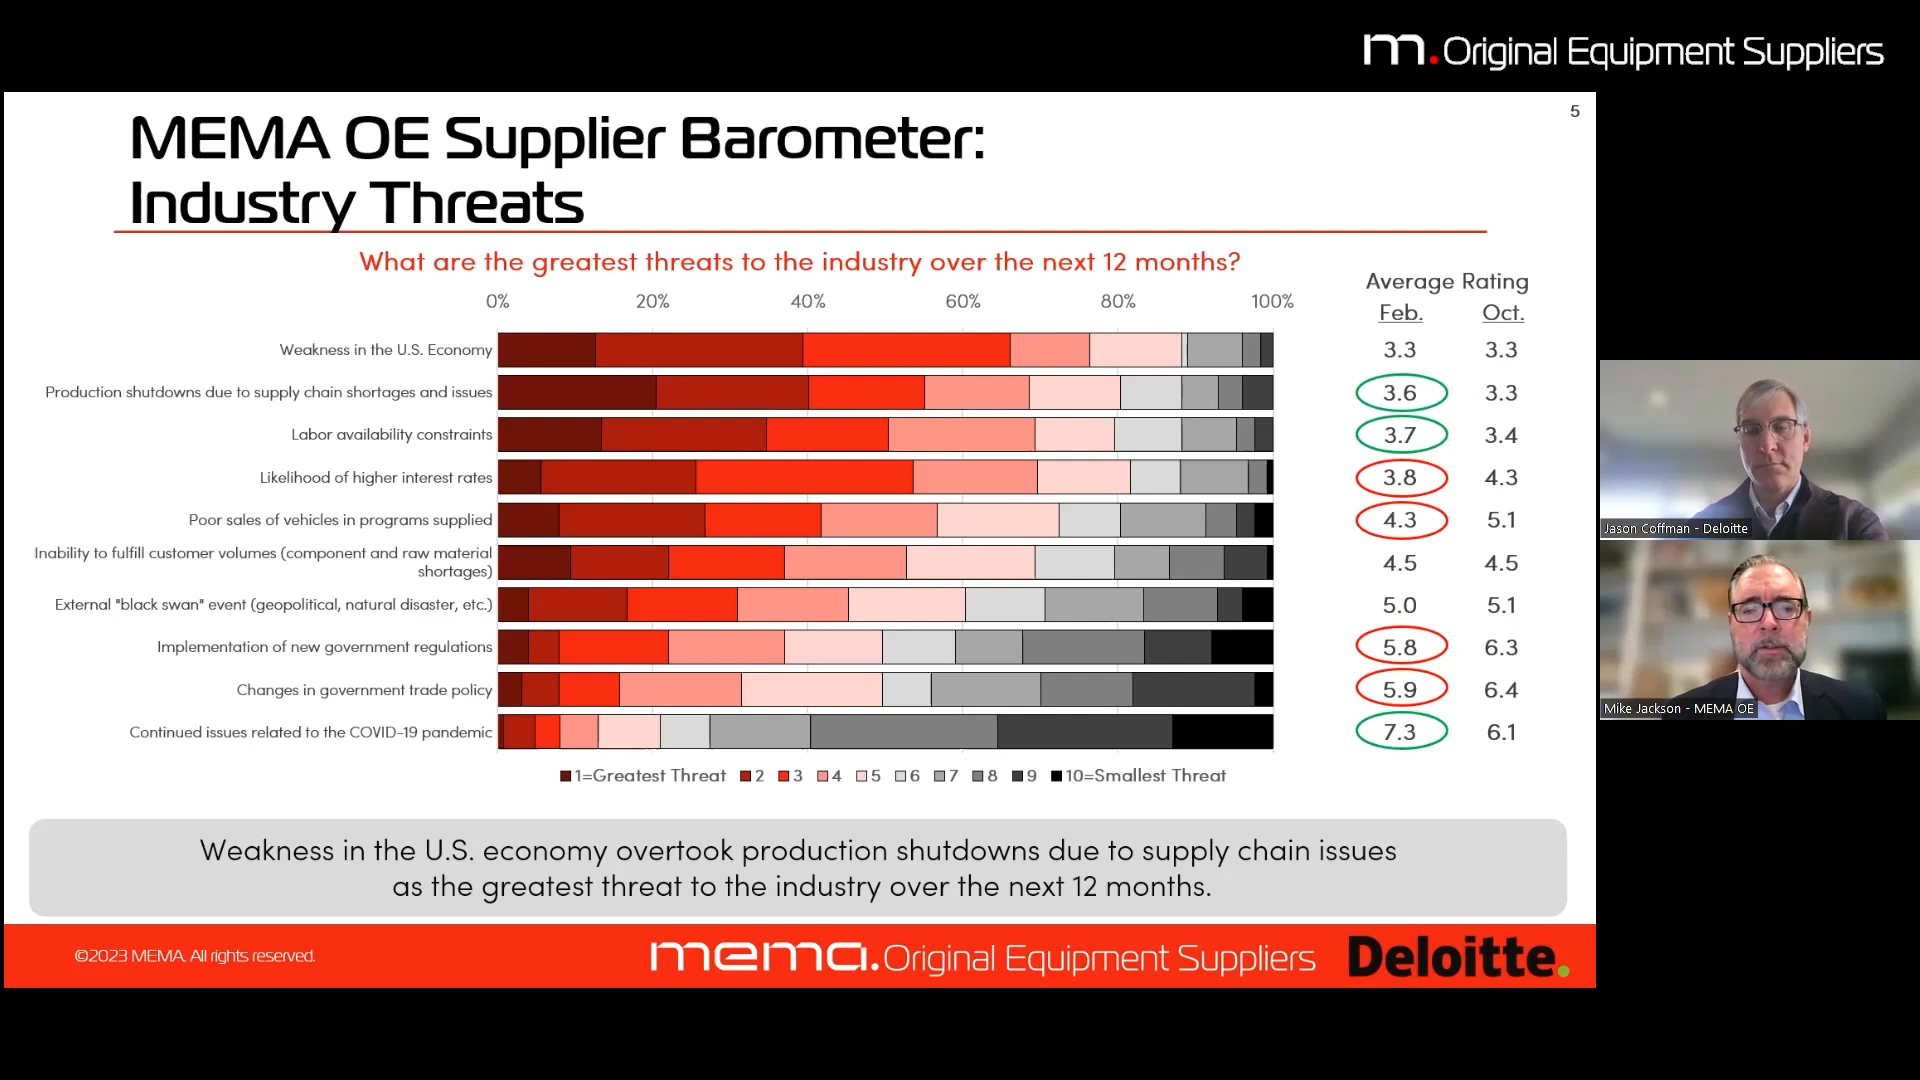 m.Original Equipment Suppliers
5
MEMA OE Supplier Barometer:
Industry Threats
What are the greatest threats to the industry over the next 12 months?
Average Rating
0% 20% 40% 60% 80% 100%
Feb. Oct.
Weakness in the U.S. Economy 3.3 3.3
Production shutdowns due to supply chain shortages and issues 3.6 3.3
Labor availability constraints 3.7 3.4
Likelihood of higher interest rates 3.8 4.3
Poor sales of vehicles in programs supplied 4.3 5.1
Inability to fulfill customer volumes (component and raw material
shortages) 4.5 4.5
External "black swan" event (geopolitical, natural disaster, etc.) 5.0 5.1
Implementation of new government regulations 5.8 6.3
Changes in government trade policy 5.9 6.4
Continued issues related to the COVID-19 pandemic 7.3 6.1
1=Greatest Threat 2 3 4 5 6 7 8 9 10=Smallest Threat
Jason Coffman - Deloitte
Mike Jackson - MEMA OE
Weakness in the U.S. economy overtook production shutdowns due to supply chain issues
as the greatest threat to the industry over the next 12 months.
©2023 MEMA. All rights reserved.
mema.Original Equipment Suppliers
Deloitte.